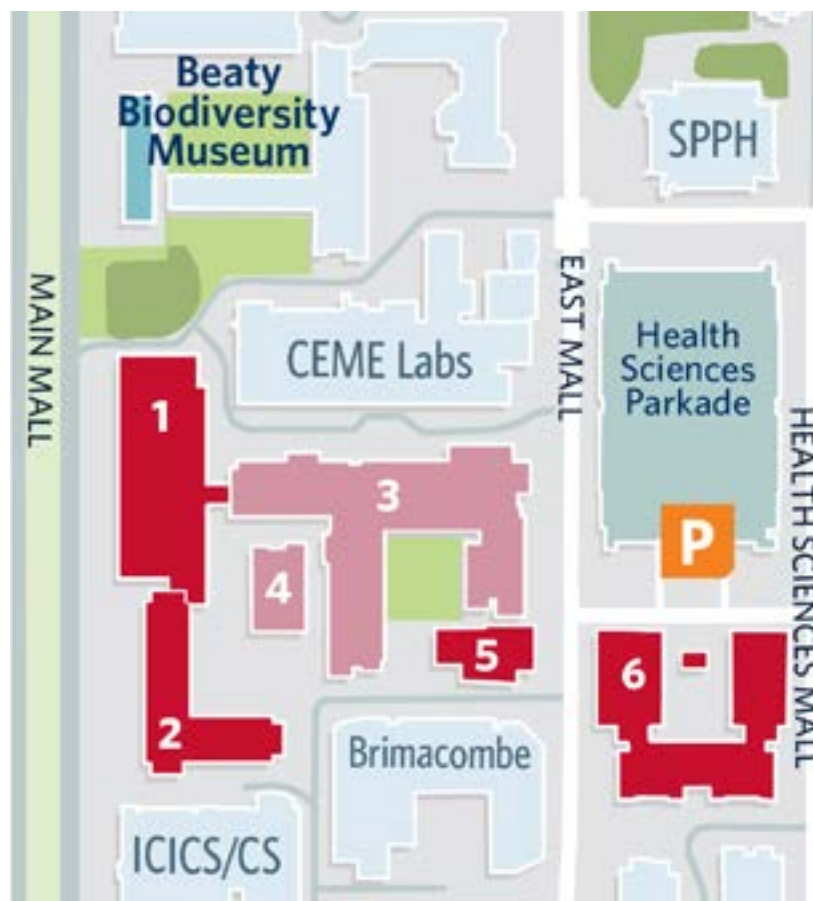 Beaty
Biodiversity
Museum
SPPH
MAIN MALL
EAST MALL
CEME Labs
Health
Sciences
Parkade
HEALTH SCIENCES MALL
1
3
P
4
5
6
2
Brimacombe
ICICS/CS